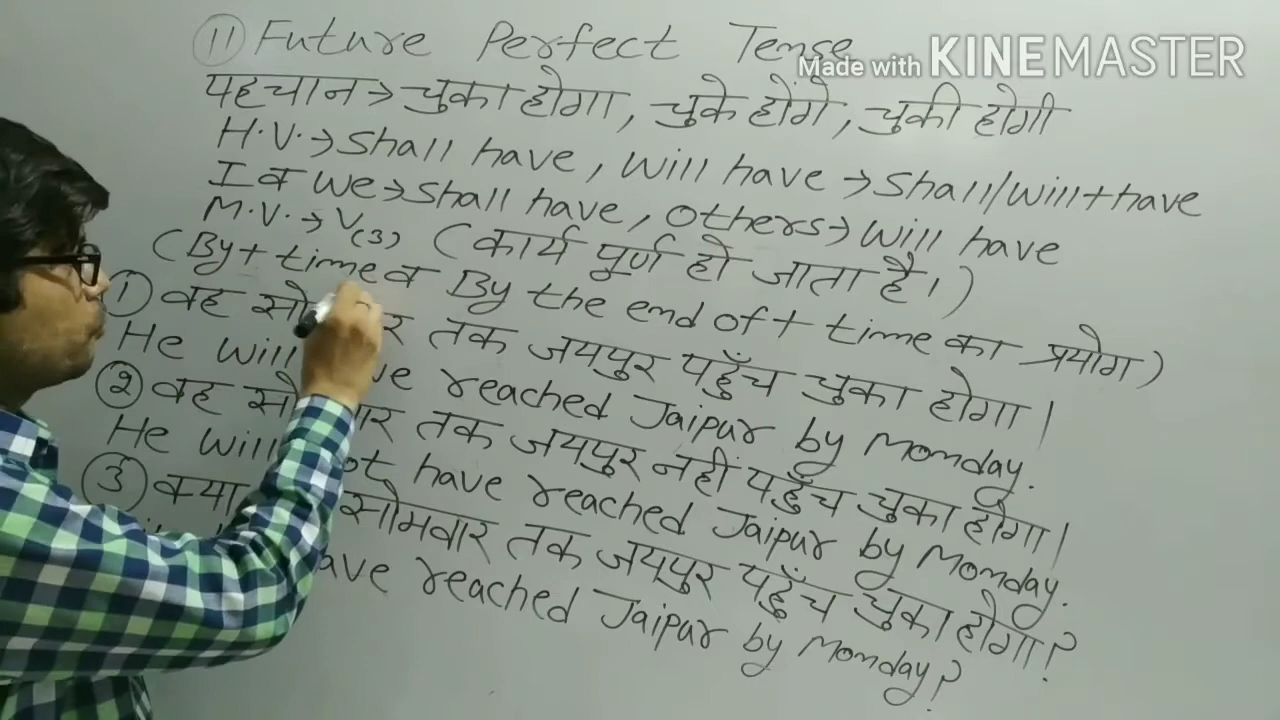 11 Future Perfect Tense
Made with KINEMASTER
पहचान → चुका होगा, चुके होंगे, चुकी होगी
H.V. → Shall have, Will have → Shall/Will + have
I व We → Shall have, Others → Will have
M.V. → V(3) (कार्य पूर्ण हो जाता है।)
(By + time व By the end of + time का प्रयोग)
1 वह तक जयपुर पहुँच चुका होगा।
He will reached Jaipur by Monday.
2 वह तक जयपुर नहीं पहुँच चुका होगा।
He will have reached Jaipur by Monday.
3 क्या सोमवार तक जयपुर पहुँच चुका होगा?
reached Jaipur by Monday?